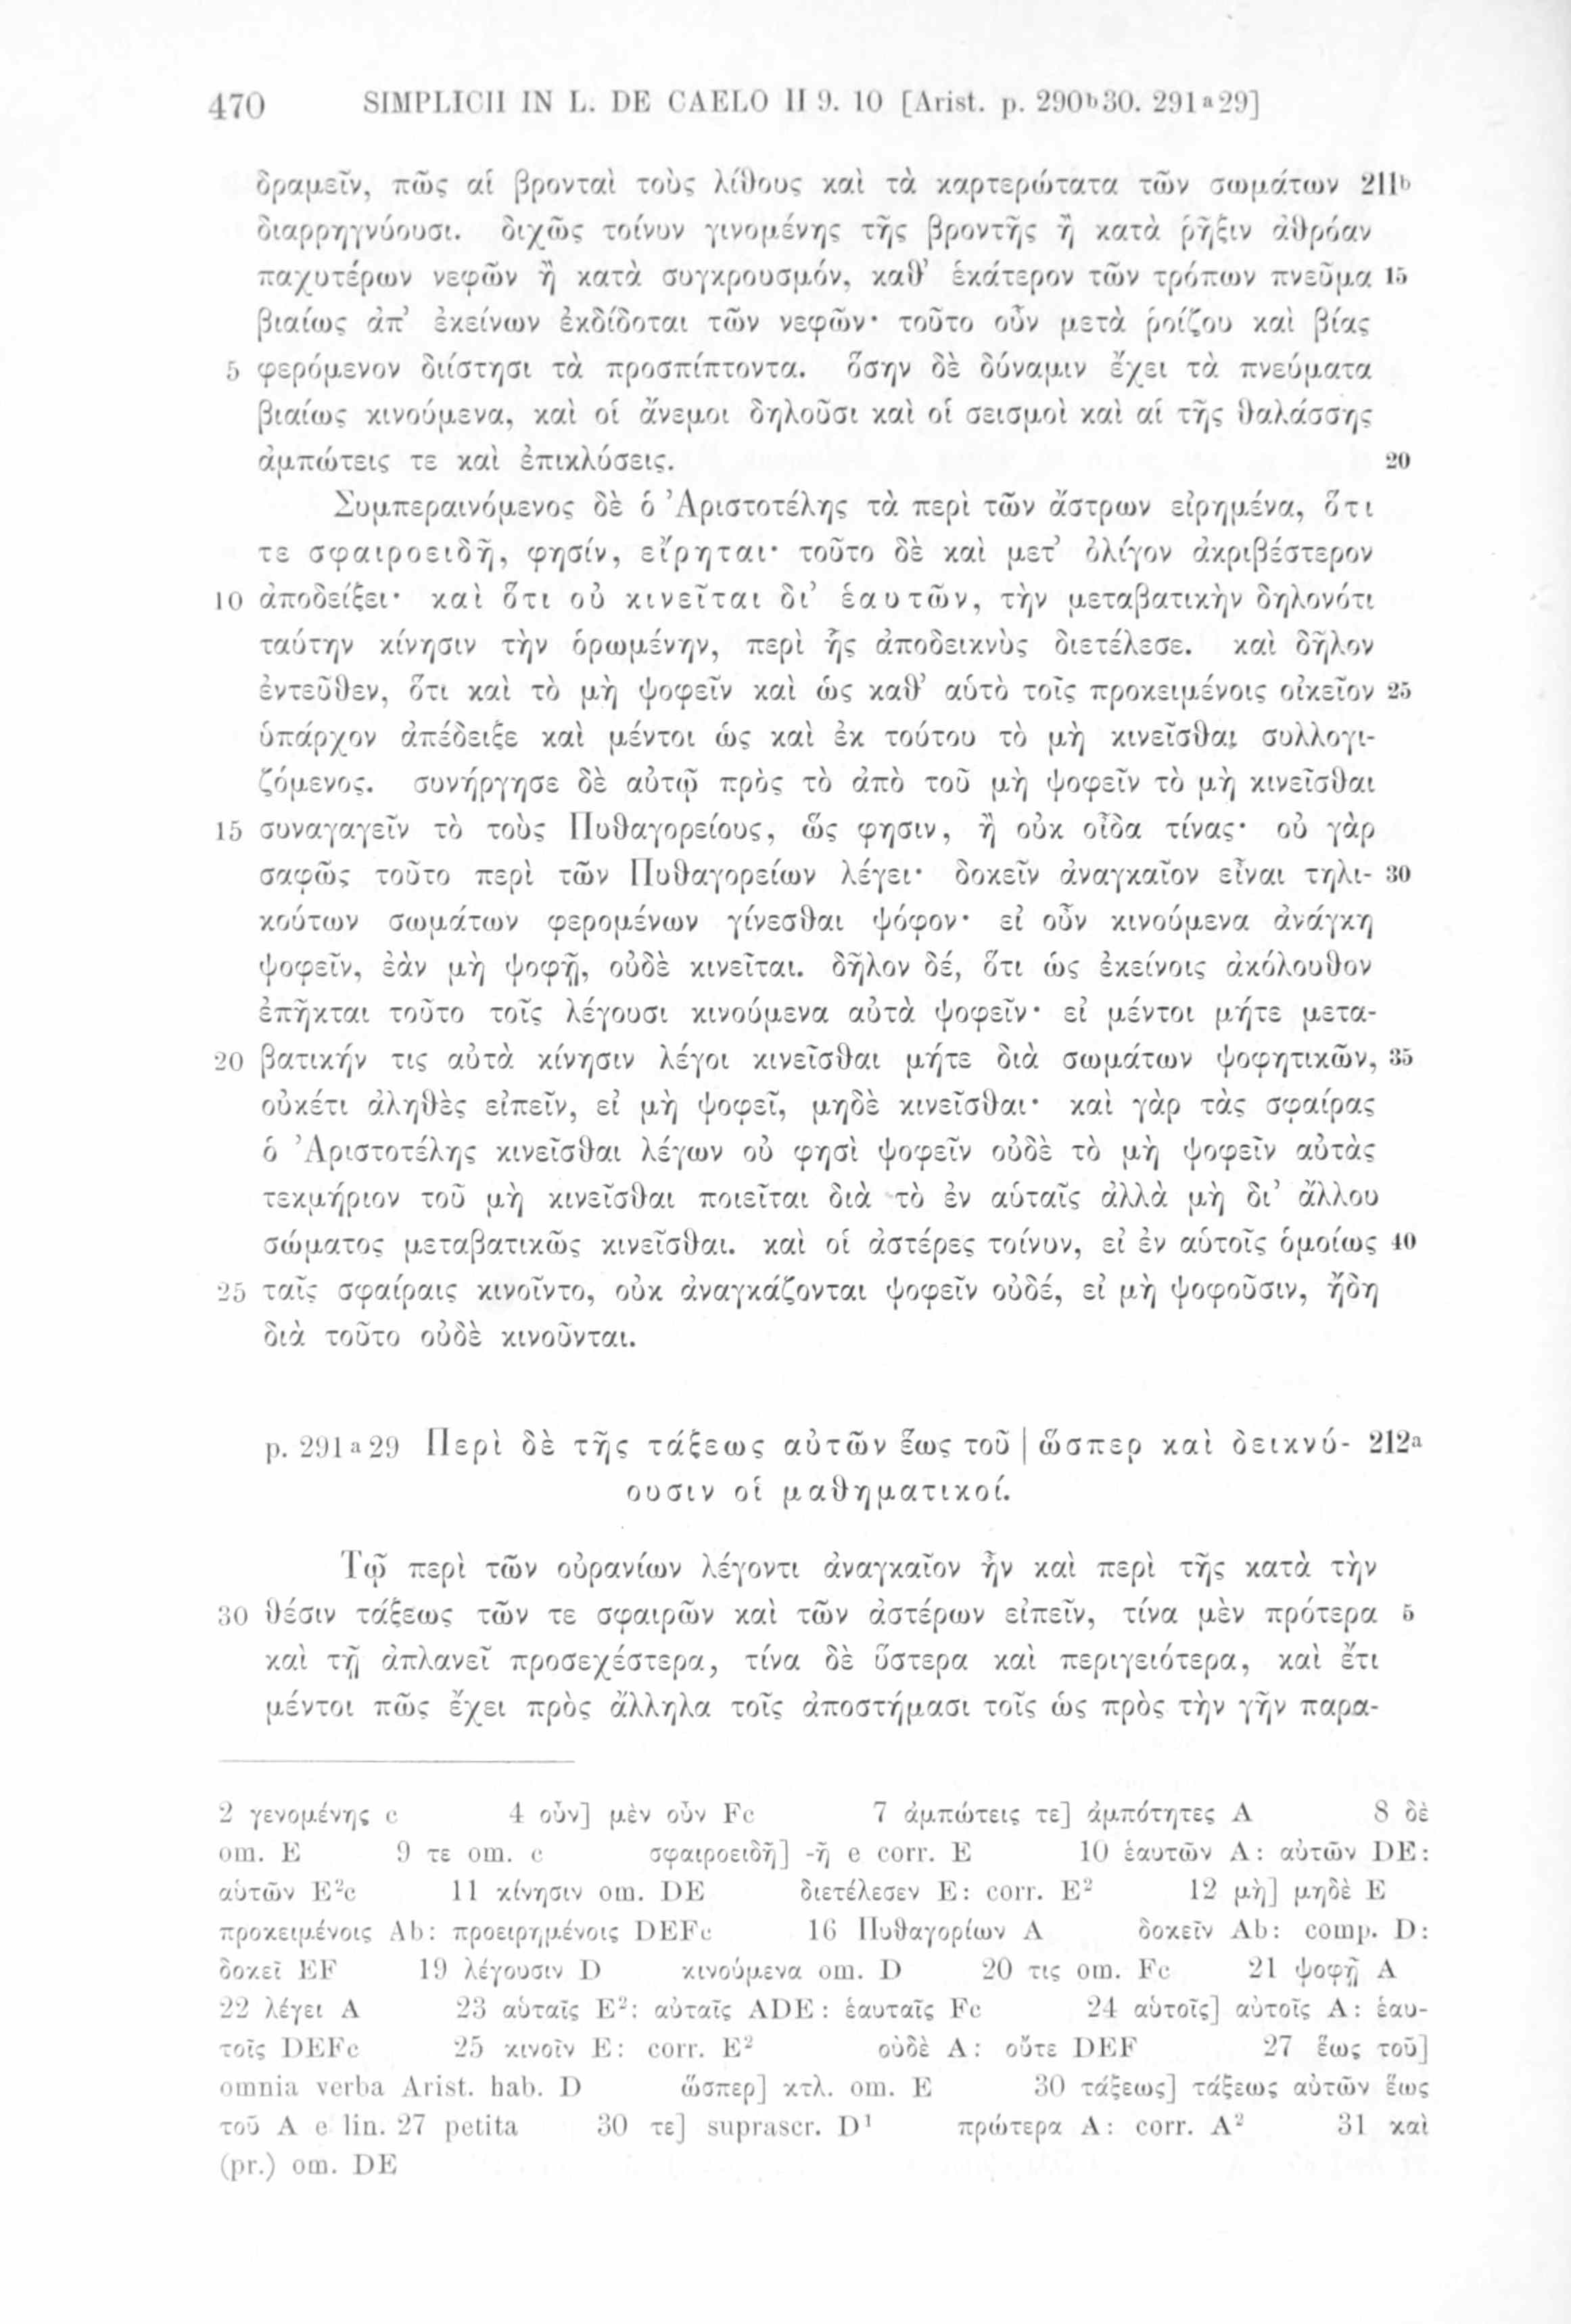 470 SIMPLICII IN L. DE CAELO II 9. 10 [Arist. p. 290b30. 291a29]
δραμεῖν, πῶς αἱ βρονταὶ τοὺς λίθους καὶ τὰ καρτερώτατα τῶν σωμάτων 211b
διαρρηγνύουσι. διχῶς τοίνυν γινομένης τῆς βροντῆς ἢ κατὰ ῥῆξιν ἀθρόαν
παχυτέρων νεφῶν ἢ κατὰ συγκρουσμόν, καθ’ ἑκάτερον τῶν τρόπων πνεῦμα 15
βιαίως ἀπ’ ἐκείνων ἐκδίδοται τῶν νεφῶν· τοῦτο οὖν μετὰ ῥοίζου καὶ βίας
5 φερόμενον διίστησι τὰ προσπίπτοντα. ὅσην δὲ δύναμιν ἔχει τὰ πνεύματα
βιαίως κινούμενα, καὶ οἱ ἄνεμοι δηλοῦσι καὶ οἱ σεισμοὶ καὶ αἱ τῆς θαλάσσης
ἀμπώτεις τε καὶ ἐπικλύσεις. 20
Συμπεραινόμενος δὲ ὁ Ἀριστοτέλης τὰ περὶ τῶν ἄστρων εἰρημένα, ὅτι
τε σφαιροειδῆ, φησίν, εἴρηται· τοῦτο δὲ καὶ μετ’ ὀλίγον ἀκριβέστερον
10 ἀποδείξει· καὶ ὅτι οὐ κινεῖται δι’ ἑαυτῶν, τὴν μεταβατικὴν δηλονότι
ταύτην κίνησιν τὴν ὁρωμένην, περὶ ἧς ἀποδεικνὺς διετέλεσε. καὶ δῆλον
ἐντεῦθεν, ὅτι καὶ τὸ μὴ ψοφεῖν καὶ ὡς καθ’ αὑτὸ τοῖς προκειμένοις οἰκεῖον 25
ὑπάρχον ἀπέδειξε καὶ μέντοι ὡς καὶ ἐκ τούτου τὸ μὴ κινεῖσθαι συλλογι-
ζόμενος. συνήργησε δὲ αὐτῷ πρὸς τὸ ἀπὸ τοῦ μὴ ψοφεῖν τὸ μὴ κινεῖσθαι
15 συναγαγεῖν τὸ τοὺς Πυθαγορείους, ὥς φησιν, ἢ οὐκ οἶδα τίνας· οὐ γὰρ
σαφῶς τοῦτο περὶ τῶν Πυθαγορείων λέγει· δοκεῖν ἀναγκαῖον εἶναι τηλι- 30
κούτων σωμάτων φερομένων γίνεσθαι ψόφον· εἰ οὖν κινούμενα ἀνάγκη
ψοφεῖν, ἐὰν μὴ ψοφῇ, οὐδὲ κινεῖται. δῆλον δέ, ὅτι ὡς ἐκείνοις ἀκόλουθον
ἐπῆκται τοῦτο τοῖς λέγουσι κινούμενα αὐτὰ ψοφεῖν· εἰ μέντοι μήτε μετα-
20 βατικήν τις αὐτὰ κίνησιν λέγοι κινεῖσθαι μήτε διὰ σωμάτων ψοφητικῶν, 35
οὐκέτι ἀληθὲς εἰπεῖν, εἰ μὴ ψοφεῖ, μηδὲ κινεῖσθαι· καὶ γὰρ τὰς σφαίρας
ὁ Ἀριστοτέλης κινεῖσθαι λέγων οὔ φησὶ ψοφεῖν οὐδὲ τὸ μὴ ψοφεῖν αὐτὰς
τεκμήριον τοῦ μὴ κινεῖσθαι ποιεῖται διὰ τὸ ἐν αὑταῖς ἀλλὰ μὴ δι’ ἄλλου
σώματος μεταβατικῶς κινεῖσθαι. καὶ οἱ ἀστέρες τοίνυν, εἰ ἐν αὑτοῖς ὁμοίως 40
25 ταῖς σφαίραις κινοῖντο, οὐκ ἀναγκάζονται ψοφεῖν οὐδέ, εἰ μὴ ψοφοῦσιν, ἤδη
διὰ τοῦτο οὐδὲ κινοῦνται.
p. 291a29 Περὶ δὲ τῆς τάξεως αὐτῶν ἕως τοῦ | ὥσπερ καὶ δεικνύ- 212a
ουσιν οἱ μαθηματικοί.
Τῷ περὶ τῶν οὐρανίων λέγοντι ἀναγκαῖον ἦν καὶ περὶ τῆς κατὰ τὴν
30 θέσιν τάξεως τῶν τε σφαιρῶν καὶ τῶν ἀστέρων εἰπεῖν, τίνα μὲν πρότερα 5
καὶ τῇ ἀπλανεῖ προσεχέστερα, τίνα δὲ ὕστερα καὶ περιγειότερα, καὶ ἔτι
μέντοι πῶς ἔχει πρὸς ἄλληλα τοῖς ἀποστήμασι τοῖς ὡς πρὸς τὴν γῆν παρα-
2 γενομένης c 4 οὖν] μὲν οὖν Fc 7 ἀμπώτεις τε] ἀμπότητες A 8 δὲ
om. E 9 τε om. c σφαιροειδῆ] -ῆ e corr. E 10 ἑαυτῶν A: αὐτῶν DE:
αὑτῶν E²c 11 κίνησιν om. DE διετέλεσεν E: corr. E² 12 μὴ] μηδὲ E
προκειμένοις Ab: προειρημένοις DEFc 16 Πυθαγορίων A δοκεῖν Ab: comp. D:
δοκεῖ EF 19 λέγουσιν D κινούμενα om. D 20 τις om. Fc 21 ψοφῇ A
22 λέγει A 23 αὑταῖς E²: αὐταῖς ADE: ἑαυταῖς Fc 24 αὑτοῖς] αὐτοῖς A: ἑαυ-
τοῖς DEFc 25 κινοῖν E: corr. E² οὐδὲ A: οὔτε DEF 27 ἕως τοῦ]
omnia verba Arist. hab. D ὥσπερ] κτλ. om. E 30 τάξεως] τάξεως αὐτῶν ἕως
τοῦ A e lin. 27 petita 30 τε] suprascr. D¹ πρώτερα A: corr. A² 31 καὶ
(pr.) om. DE